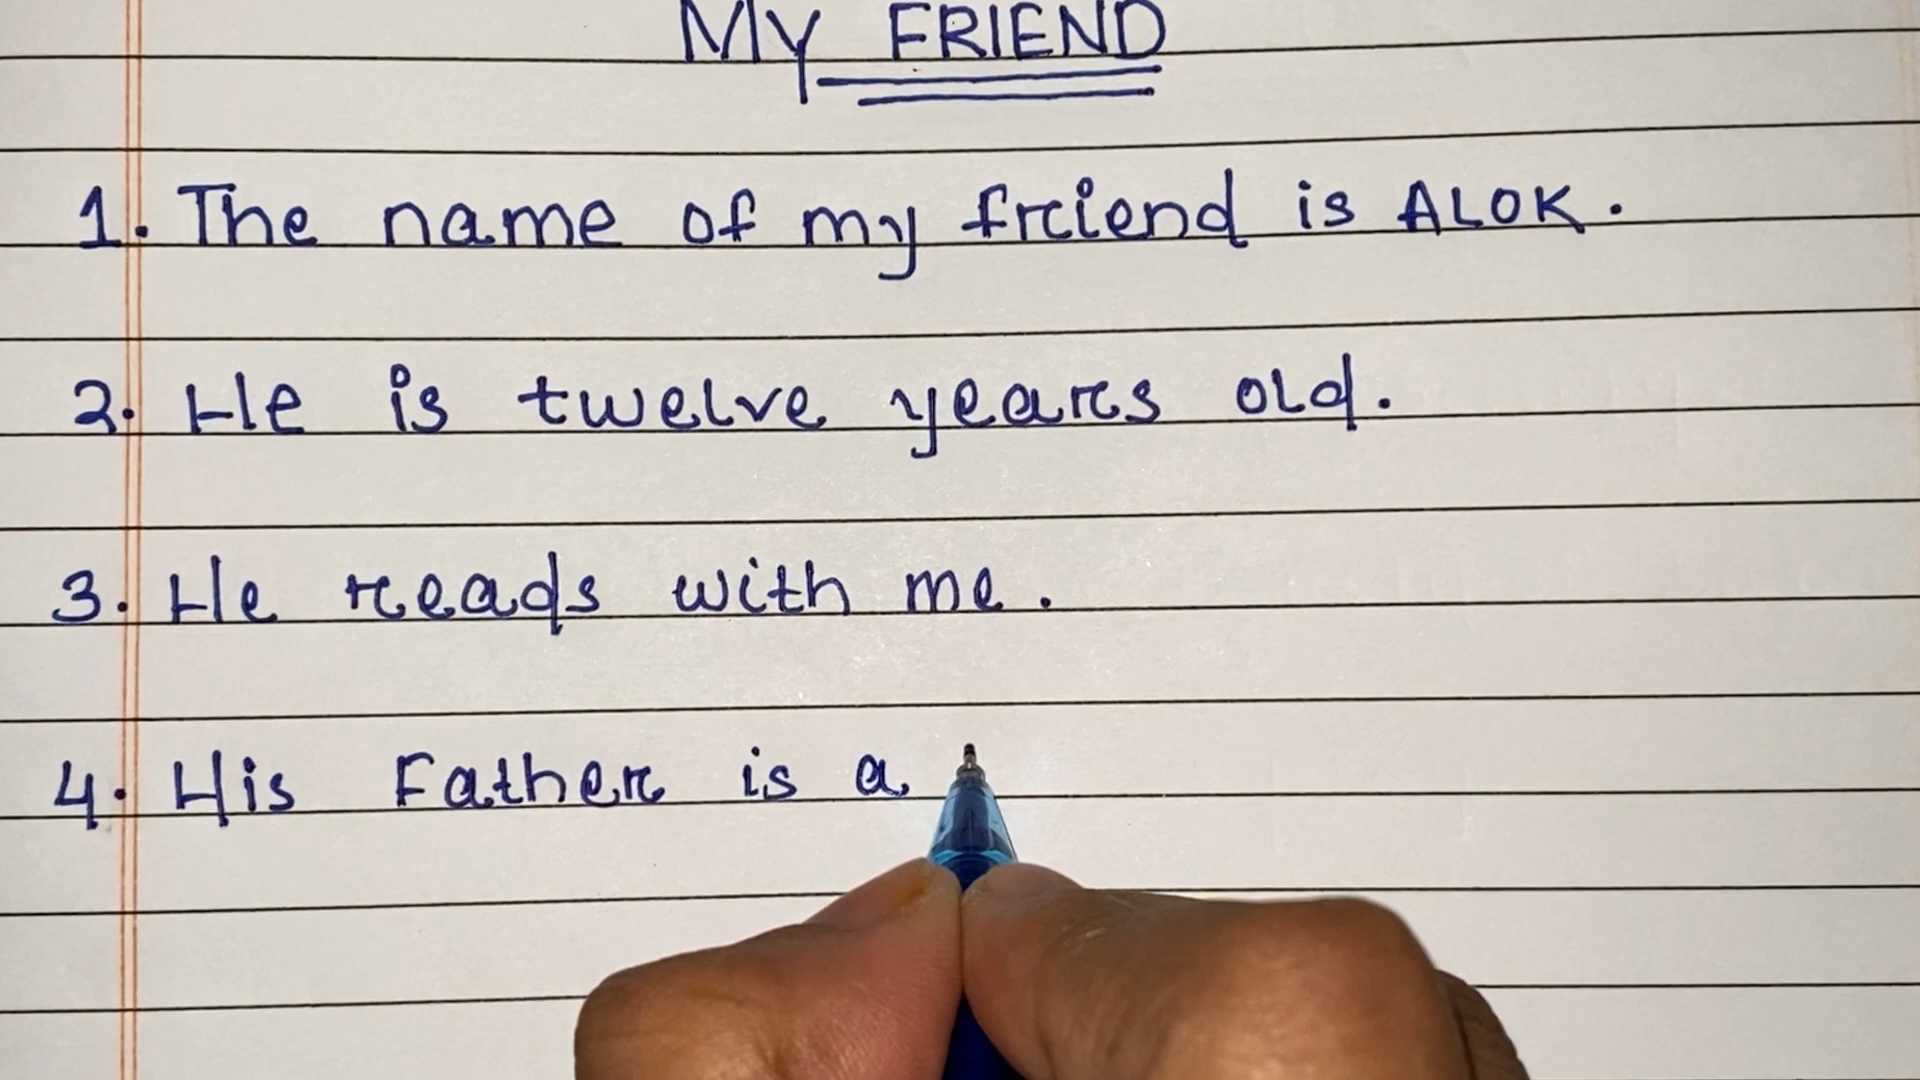 MY FRIEND
1. The name of my friend is ALOK.
2. He is twelve years old.
3. He reads with me.
4. His Father is a